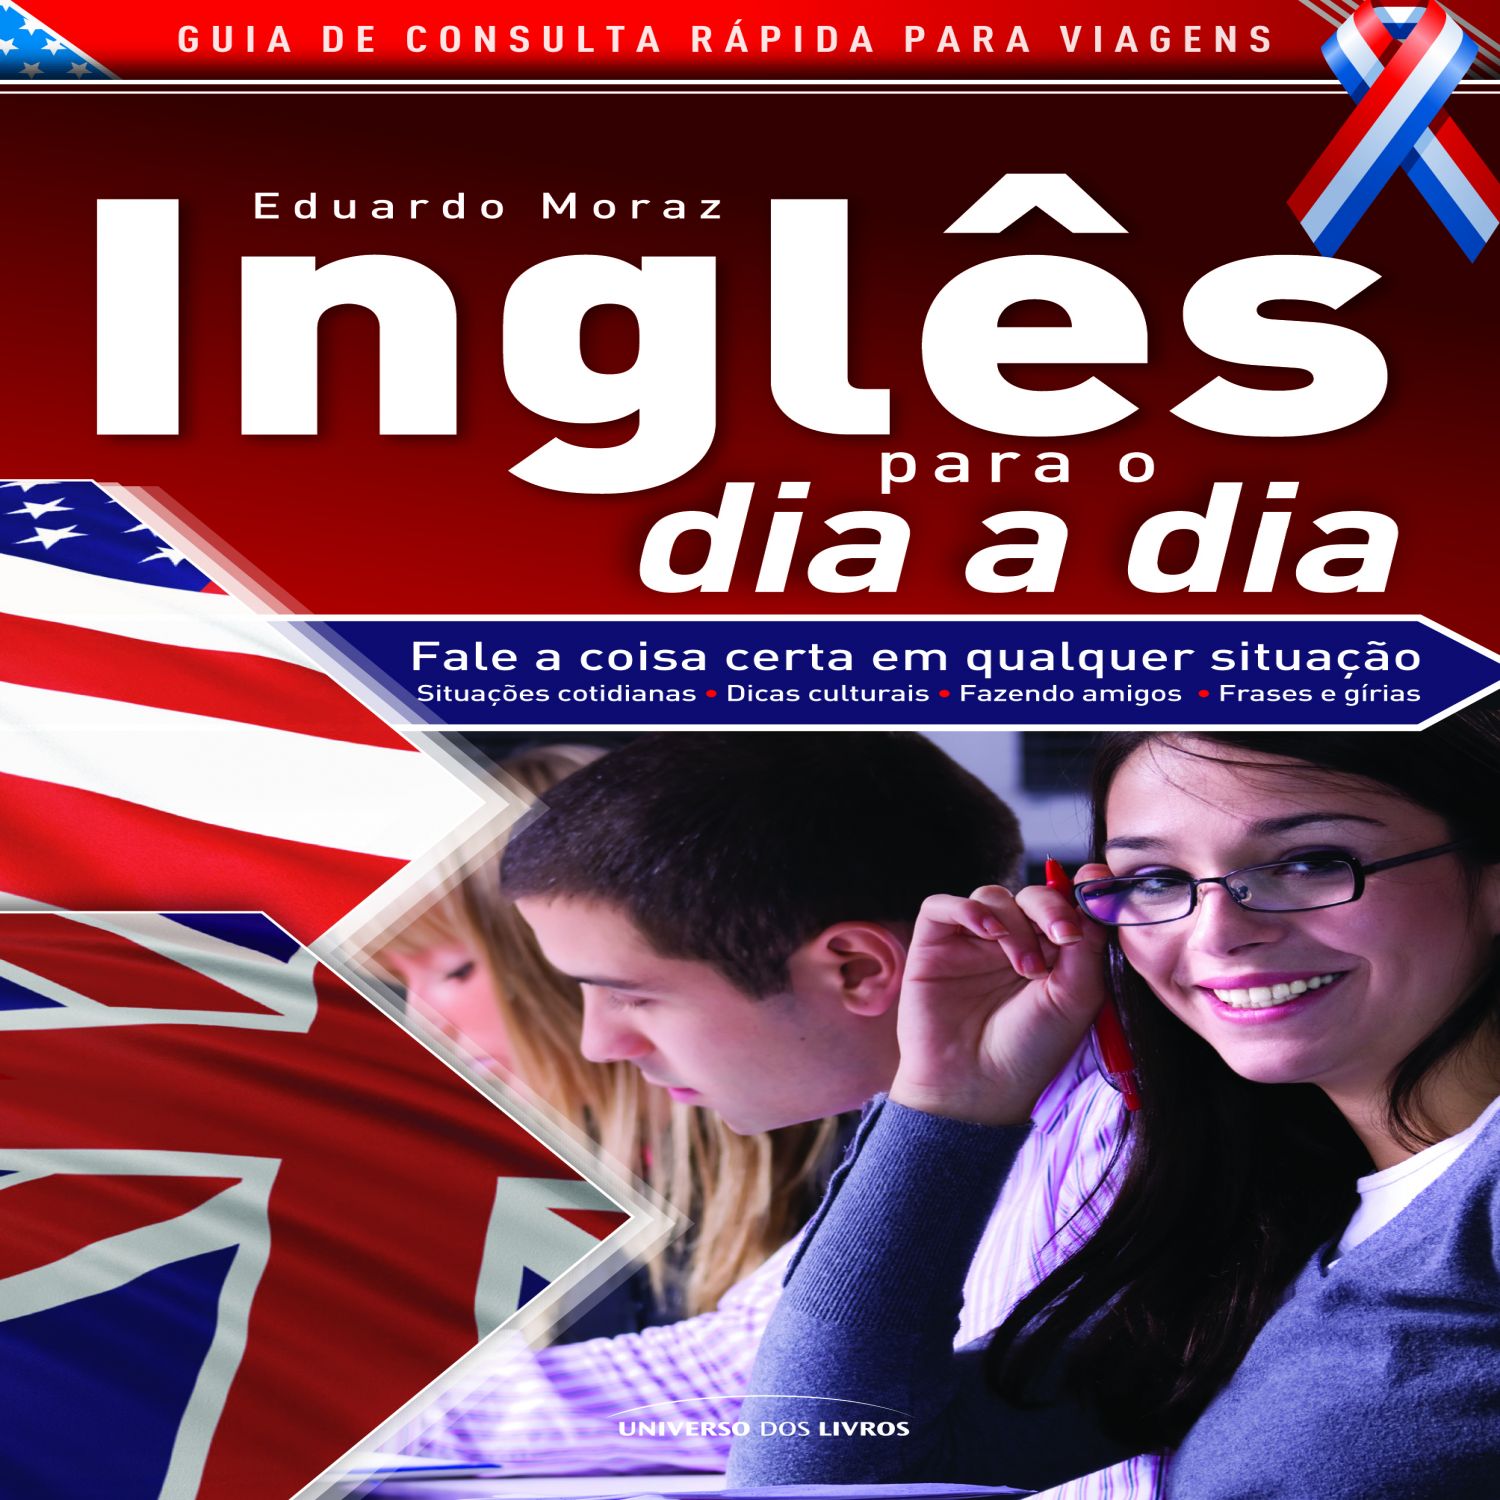 GUIA DE CONSULTA RÁPIDA PARA VIAGENS
Eduardo Moraz
Inglês
para o
dia a dia
Fale a coisa certa em qualquer situação
Situações cotidianas • Dicas culturais • Fazendo amigos • Frases e gírias
UNIVERSO DOS LIVROS